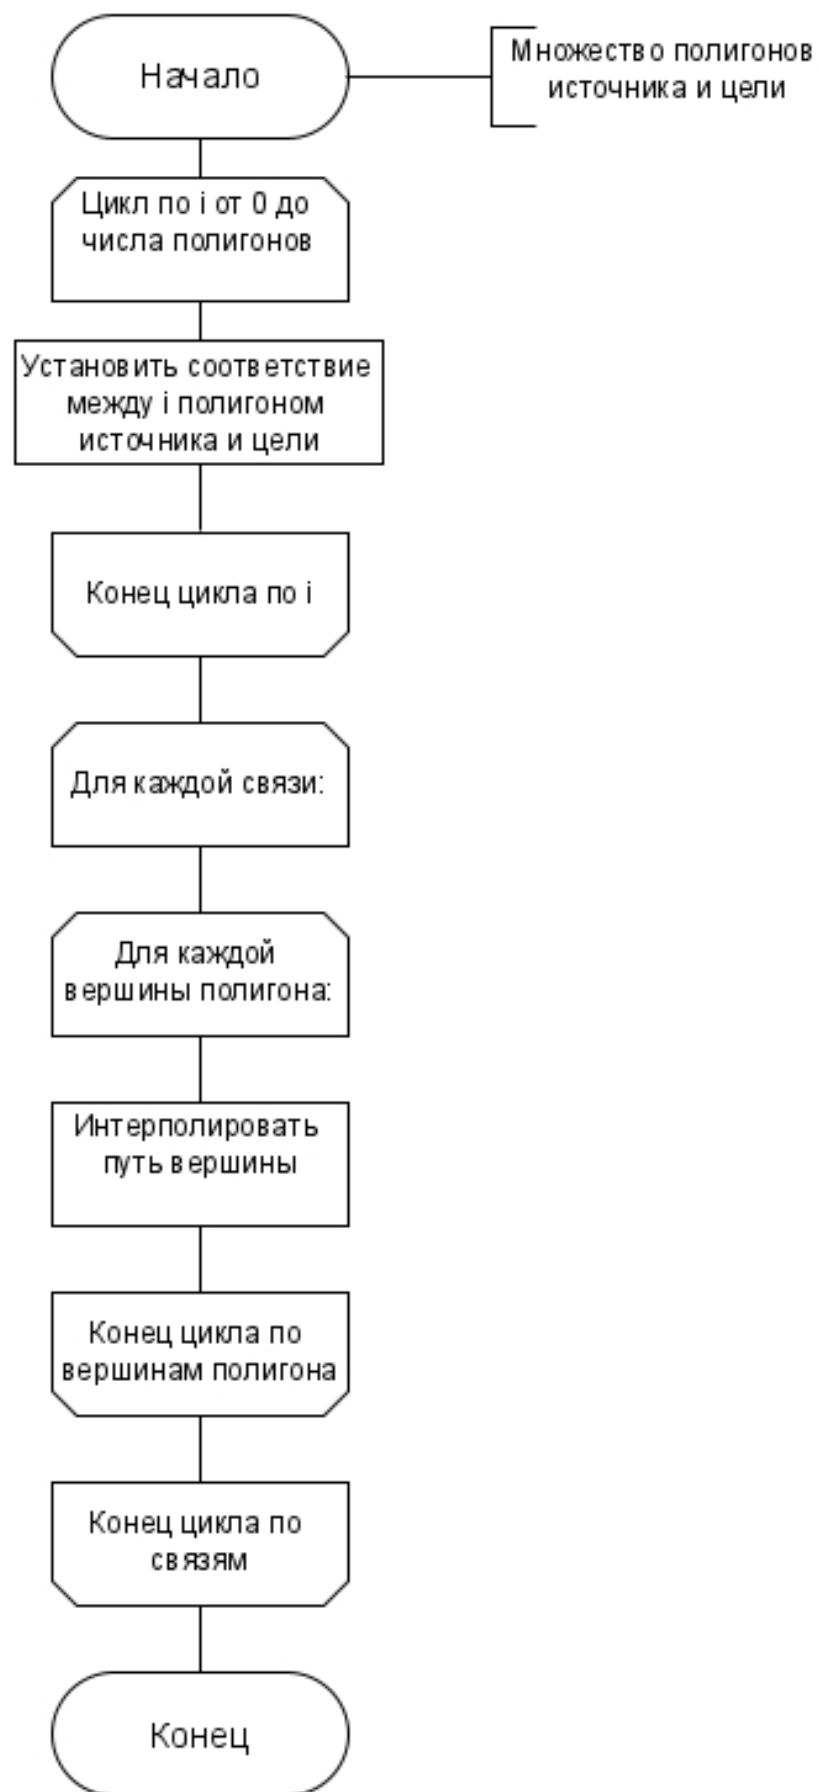 Начало
Множество полигонов
источника и цели
Цикл по i от 0 до
числа полигонов
Установить соответствие
между i полигоном
источника и цели
Конец цикла по i
Для каждой связи:
Для каждой
вершины полигона:
Интерполировать
путь вершины
Конец цикла по
вершинам полигона
Конец цикла по
связям
Конец